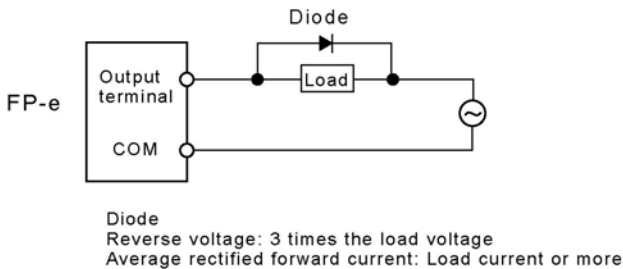 Diode
Output
terminal
Load
FP-e
COM
Diode
Reverse voltage: 3 times the load voltage
Average rectified forward current: Load current or more